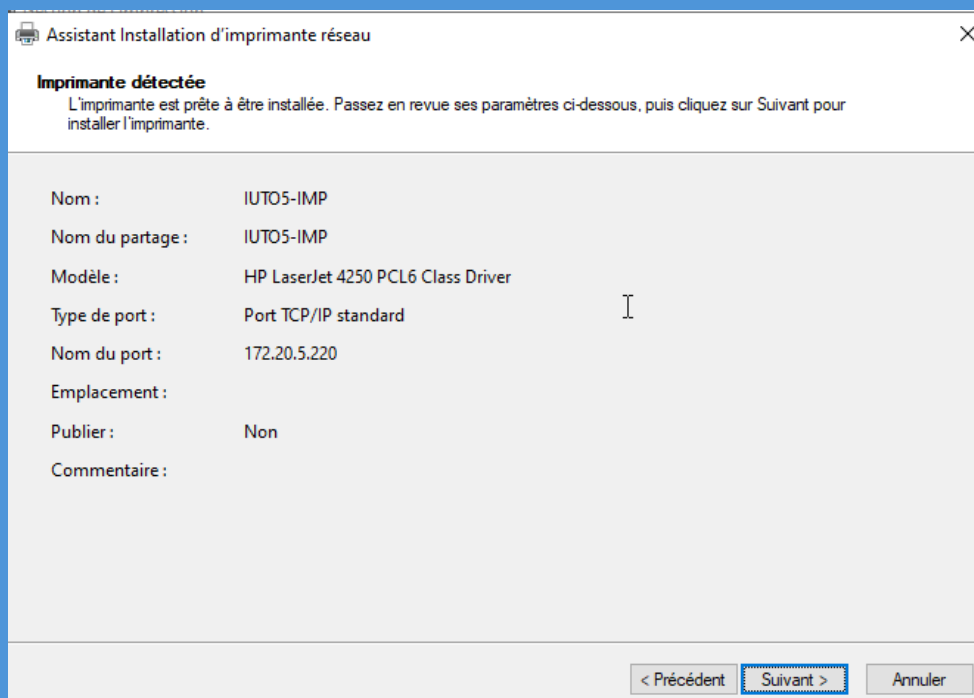 Assistant Installation d'imprimante réseau
Imprimante détectée
L'imprimante est prête à être installée. Passez en revue ses paramètres ci-dessous, puis cliquez sur Suivant pour
installer l'imprimante.
Nom : IUTO5-IMP
Nom du partage : IUTO5-IMP
Modèle : HP LaserJet 4250 PCL6 Class Driver
Type de port : Port TCP/IP standard
Nom du port : 172.20.5.220
Emplacement :
Publier : Non
Commentaire :
< Précédent Suivant > Annuler